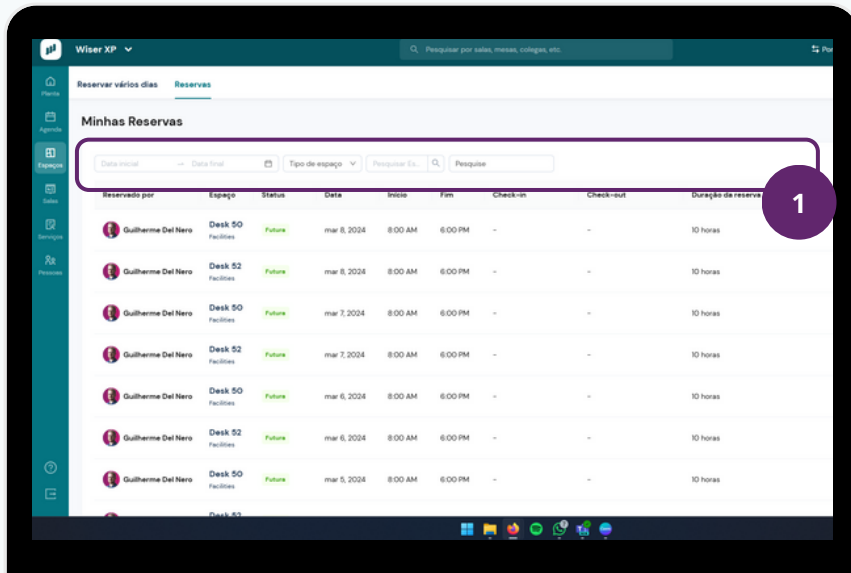 Wiser XP
Pesquisar por salas, mesas, colegas, etc.
Planta
Agenda
Espaços
Salas
Serviços
Pessoas
Reservar vários dias Reservas
Minhas Reservas
Data inicial → Data final Tipo de espaço Pesquisar Es... Pesquise
1
Reservado por Espaço Status Data Início Fim Check-in Check-out Duração da reserva
Guilherme Del Nero Desk 50 Future mar 8, 2024 8:00 AM 6:00 PM - - 10 horas
Facilities
Guilherme Del Nero Desk 52 Future mar 8, 2024 8:00 AM 6:00 PM - - 10 horas
Facilities
Guilherme Del Nero Desk 50 Future mar 7, 2024 8:00 AM 6:00 PM - - 10 horas
Facilities
Guilherme Del Nero Desk 52 Future mar 7, 2024 8:00 AM 6:00 PM - - 10 horas
Facilities
Guilherme Del Nero Desk 50 Future mar 6, 2024 8:00 AM 6:00 PM - - 10 horas
Facilities
Guilherme Del Nero Desk 52 Future mar 6, 2024 8:00 AM 6:00 PM - - 10 horas
Facilities
Guilherme Del Nero Desk 50 Future mar 5, 2024 8:00 AM 6:00 PM - - 10 horas
Facilities
Desk 52